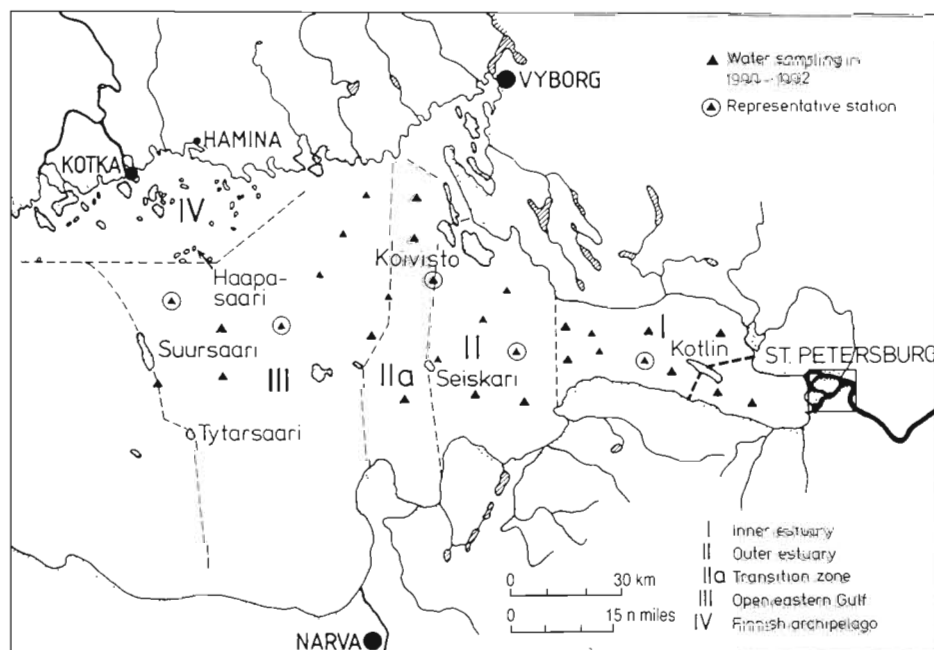 VYBORG
▲ Water sampling in
1990 - 1992
Representative station
HAMINA
KOTKA
IV
Haapa-
saari
Koivisto
Suursaari
III
IIa
II
Seiskari
I
Kotlin
ST. PETERSBURG
Tytarsaari
NARVA
0 30 km
0 15 n miles
I Inner estuary
II Outer estuary
IIa Transition zone
III Open eastern Gulf
IV Finnish archipelago